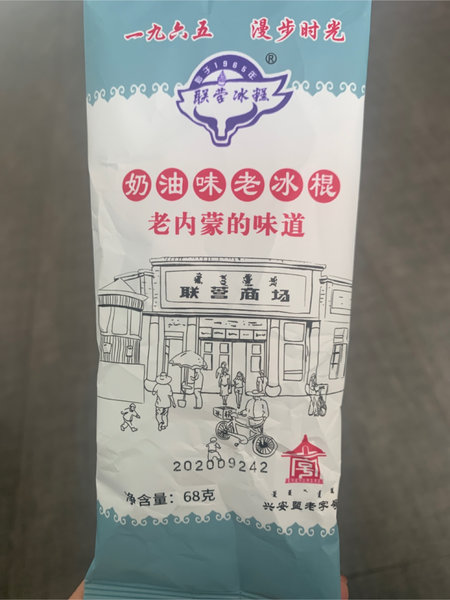 一九六五 漫步时光
始于1965年
®
联营冰糕
奶油味老冰棍
老内蒙的味道
联营商场
冰棍
202009242
净含量：68克
兴安盟老字号